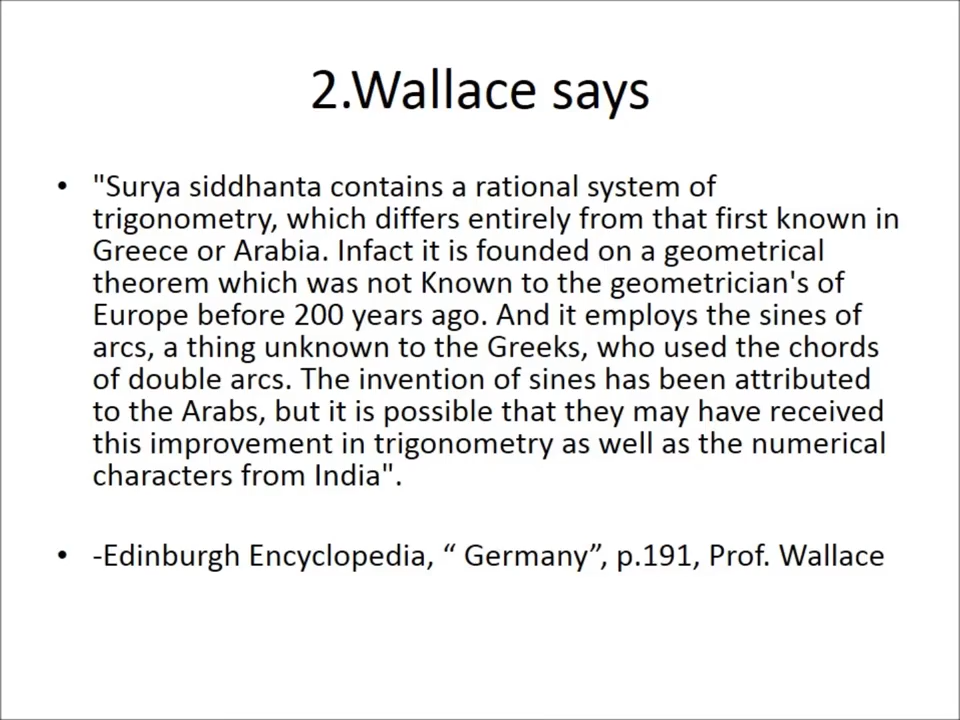 2.Wallace says
• "Surya siddhanta contains a rational system of
trigonometry, which differs entirely from that first known in
Greece or Arabia. Infact it is founded on a geometrical
theorem which was not Known to the geometrician's of
Europe before 200 years ago. And it employs the sines of
arcs, a thing unknown to the Greeks, who used the chords
of double arcs. The invention of sines has been attributed
to the Arabs, but it is possible that they may have received
this improvement in trigonometry as well as the numerical
characters from India".
• -Edinburgh Encyclopedia, “ Germany”, p.191, Prof. Wallace